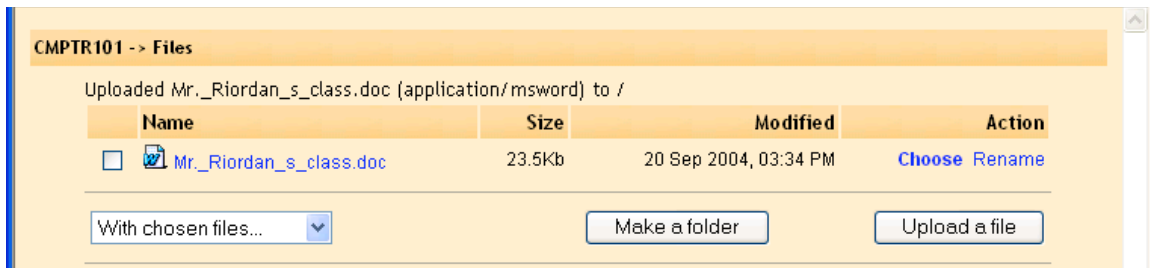 CMPTR101 -> Files
Uploaded Mr._Riordan_s_class.doc (application/msword) to /
Name Size Modified Action
Mr._Riordan_s_class.doc 23.5Kb 20 Sep 2004, 03:34 PM Choose Rename
With chosen files... Make a folder Upload a file